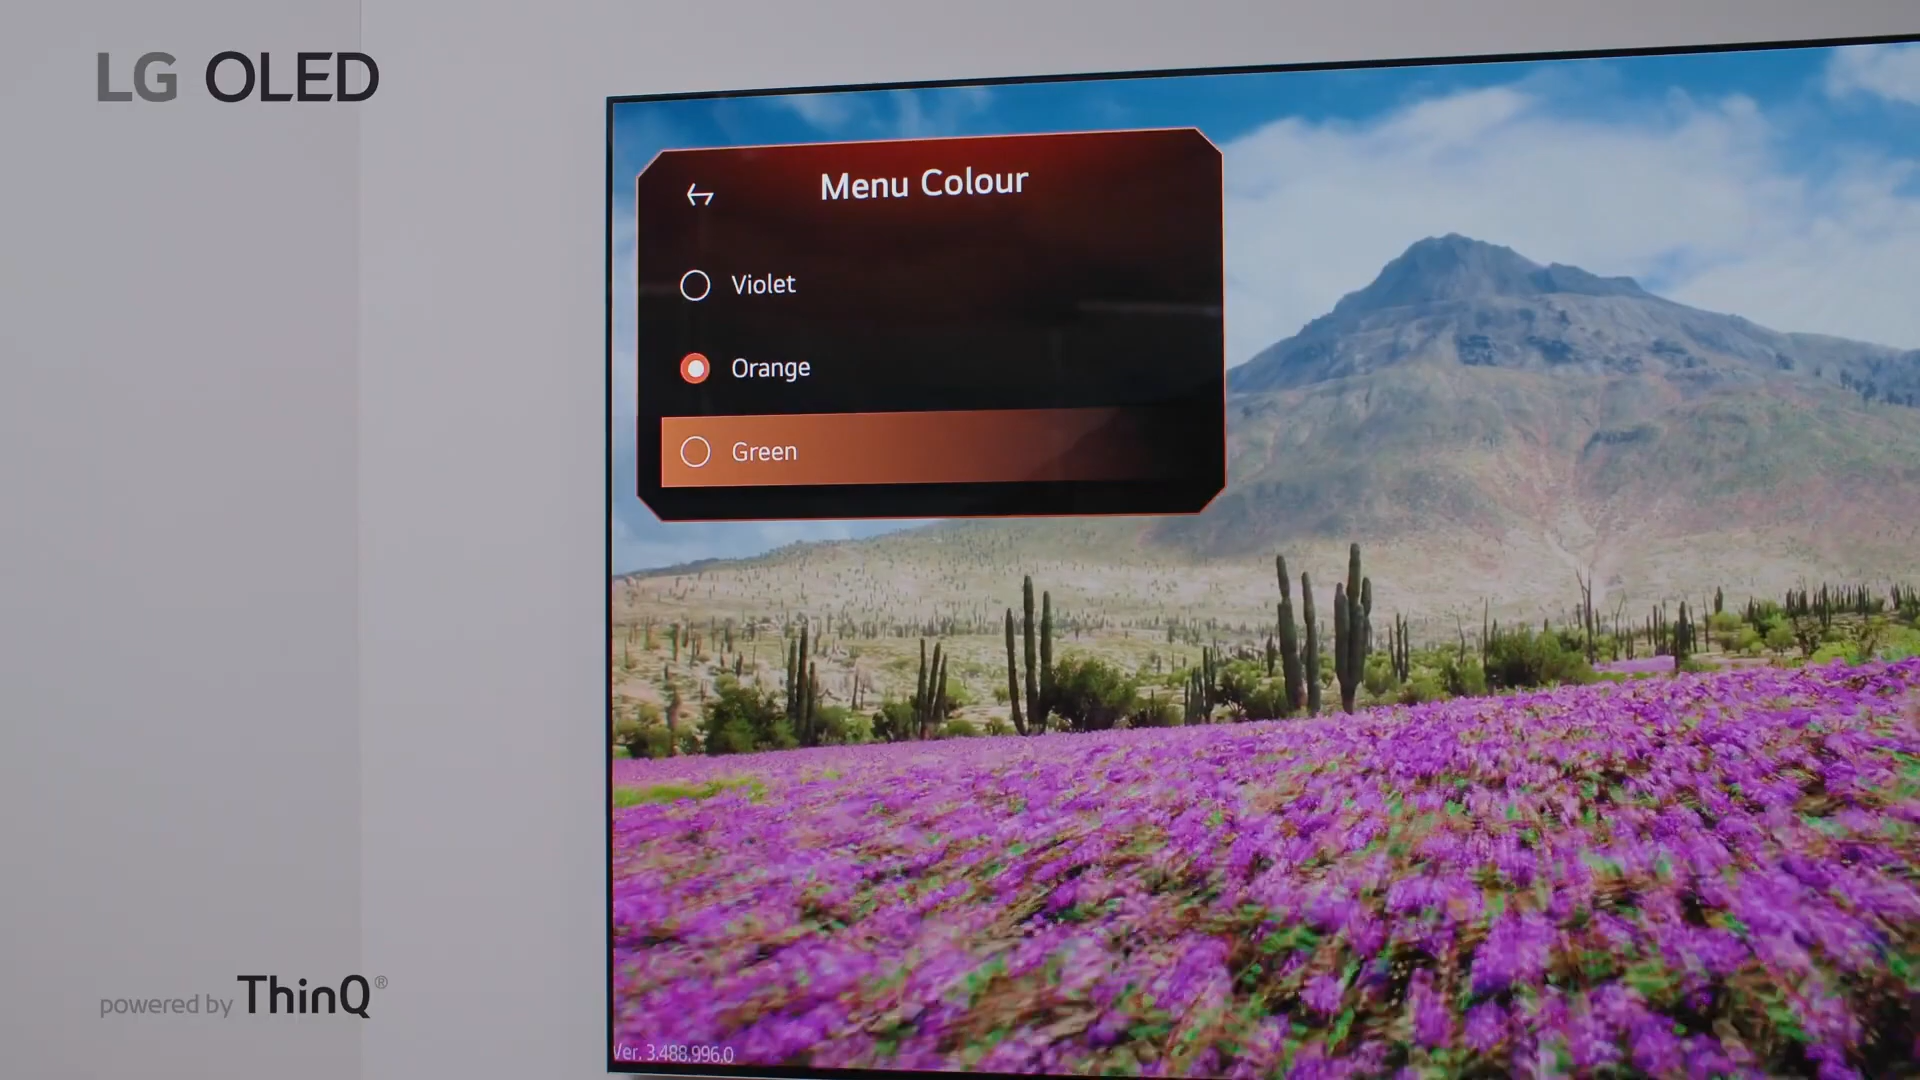 LG OLED
Menu Colour
Violet
Orange
Green
powered by ThinQ®
Ver. 3.488.996.0